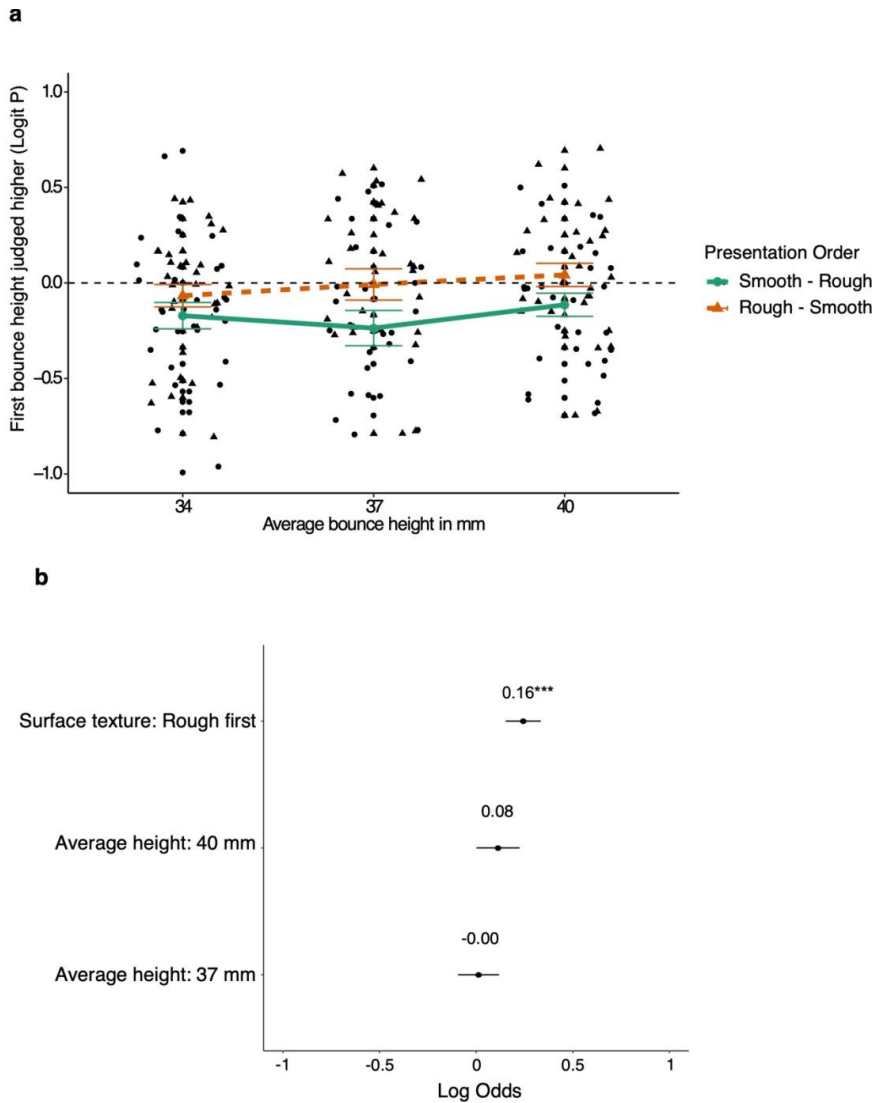 a
First bounce height judged higher (Logit P)
1.0
0.5
0.0
−0.5
−1.0
34
37
40
Average bounce height in mm
Presentation Order
Smooth - Rough
Rough - Smooth
b
0.16***
Surface texture: Rough first
0.08
Average height: 40 mm
-0.00
Average height: 37 mm
-1
-0.5
0
0.5
1
Log Odds